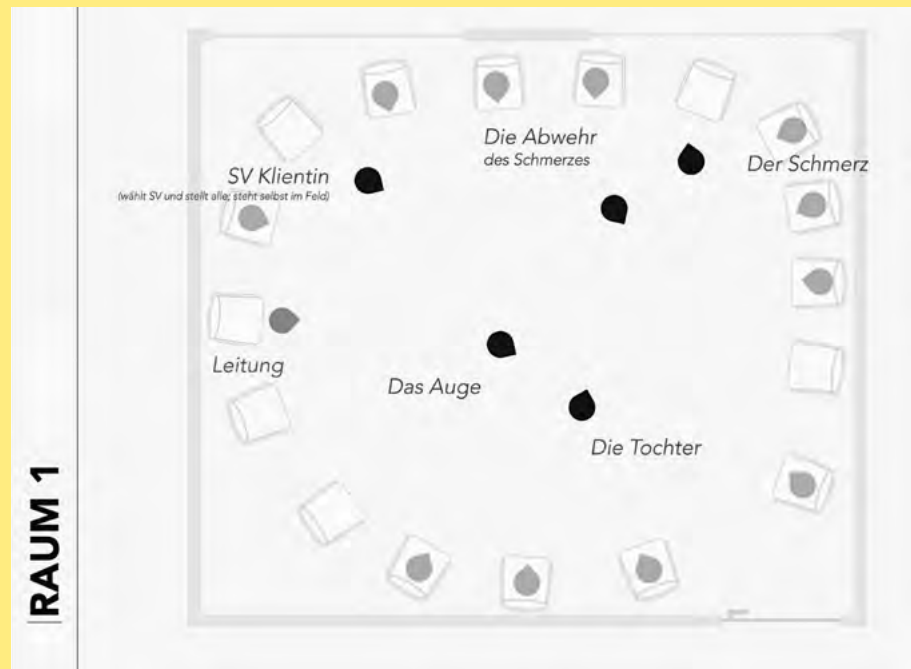 RAUM 1
Die Abwehr
des Schmerzes
Der Schmerz
SV Klientin
(wählt SV und stellt alle; steht selbst im Feld)
Leitung
Das Auge
Die Tochter